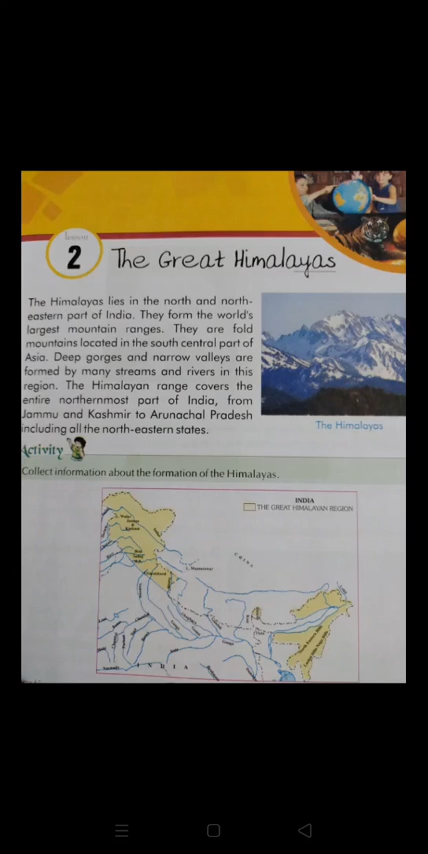 lesson
2
The Great Himalayas
The Himalayas lies in the north and north-
eastern part of India. They form the world's
largest mountain ranges. They are fold
mountains located in the south central part of
Asia. Deep gorges and narrow valleys are
formed by many streams and rivers in this
region. The Himalayan range covers the
entire northernmost part of India, from
Jammu and Kashmir to Arunachal Pradesh
including all the north-eastern states.
The Himalayas
Activity
Collect information about the formation of the Himalayas.
INDIA
THE GREAT HIMALAYAN REGION
INDIA